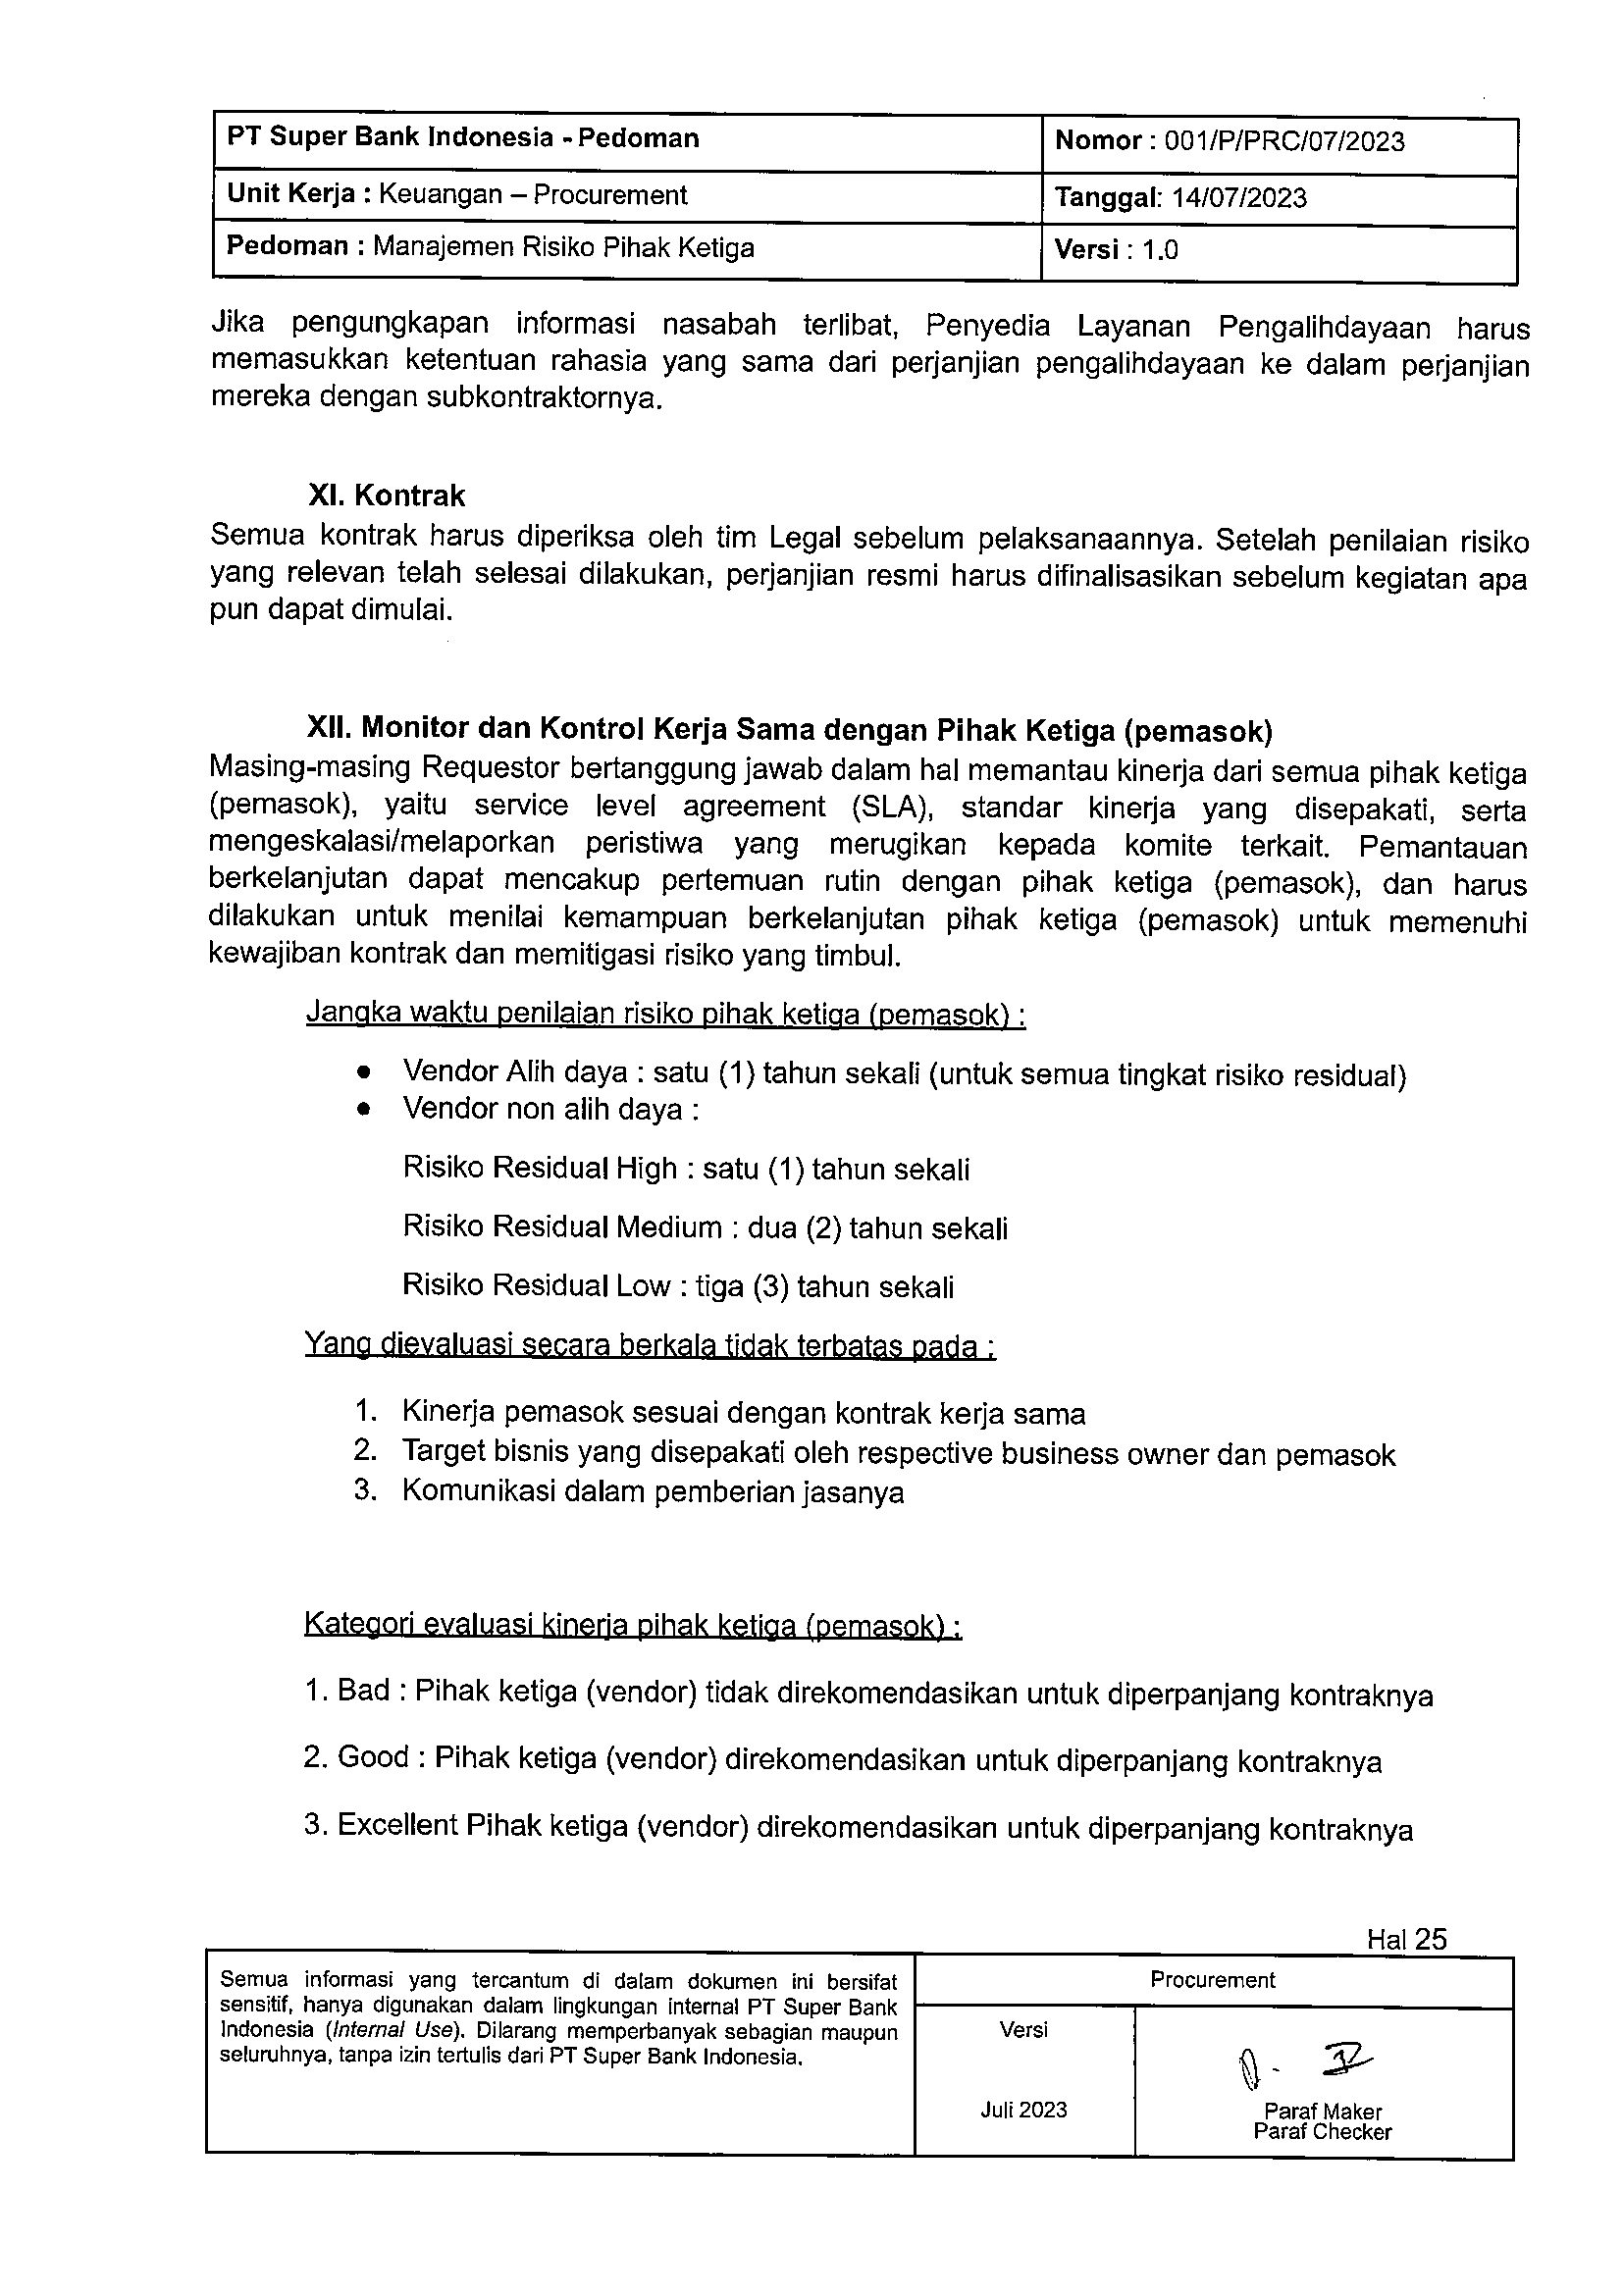 PT Super Bank Indonesia - Pedoman
Nomor : 001/P/PRC/07/2023
Unit Kerja : Keuangan – Procurement
Tanggal: 14/07/2023
Pedoman : Manajemen Risiko Pihak Ketiga
Versi : 1.0
Jika pengungkapan informasi nasabah terlibat, Penyedia Layanan Pengalihdayaan harus
memasukkan ketentuan rahasia yang sama dari perjanjian pengalihdayaan ke dalam perjanjian
mereka dengan subkontraktornya.
XI. Kontrak
Semua kontrak harus diperiksa oleh tim Legal sebelum pelaksanaannya. Setelah penilaian risiko
yang relevan telah selesai dilakukan, perjanjian resmi harus difinalisasikan sebelum kegiatan apa
pun dapat dimulai.
XII. Monitor dan Kontrol Kerja Sama dengan Pihak Ketiga (pemasok)
Masing-masing Requestor bertanggung jawab dalam hal memantau kinerja dari semua pihak ketiga
(pemasok), yaitu service level agreement (SLA), standar kinerja yang disepakati, serta
mengeskalasi/melaporkan peristiwa yang merugikan kepada komite terkait. Pemantauan
berkelanjutan dapat mencakup pertemuan rutin dengan pihak ketiga (pemasok), dan harus
dilakukan untuk menilai kemampuan berkelanjutan pihak ketiga (pemasok) untuk memenuhi
kewajiban kontrak dan memitigasi risiko yang timbul.
Jangka waktu penilaian risiko pihak ketiga (pemasok) :
● Vendor Alih daya : satu (1) tahun sekali (untuk semua tingkat risiko residual)
● Vendor non alih daya :
Risiko Residual High : satu (1) tahun sekali
Risiko Residual Medium : dua (2) tahun sekali
Risiko Residual Low : tiga (3) tahun sekali
Yang dievaluasi secara berkala tidak terbatas pada :
1. Kinerja pemasok sesuai dengan kontrak kerja sama
2. Target bisnis yang disepakati oleh respective business owner dan pemasok
3. Komunikasi dalam pemberian jasanya
Kategori evaluasi kinerja pihak ketiga (pemasok) :
1. Bad : Pihak ketiga (vendor) tidak direkomendasikan untuk diperpanjang kontraknya
2. Good : Pihak ketiga (vendor) direkomendasikan untuk diperpanjang kontraknya
3. Excellent Pihak ketiga (vendor) direkomendasikan untuk diperpanjang kontraknya
Hal 25
Semua informasi yang tercantum di dalam dokumen ini bersifat
sensitif, hanya digunakan dalam lingkungan internal PT Super Bank
Indonesia (Internal Use). Dilarang memperbanyak sebagian maupun
seluruhnya, tanpa izin tertulis dari PT Super Bank Indonesia.
Procurement
Versi
Juli 2023
Paraf Maker
Paraf Checker